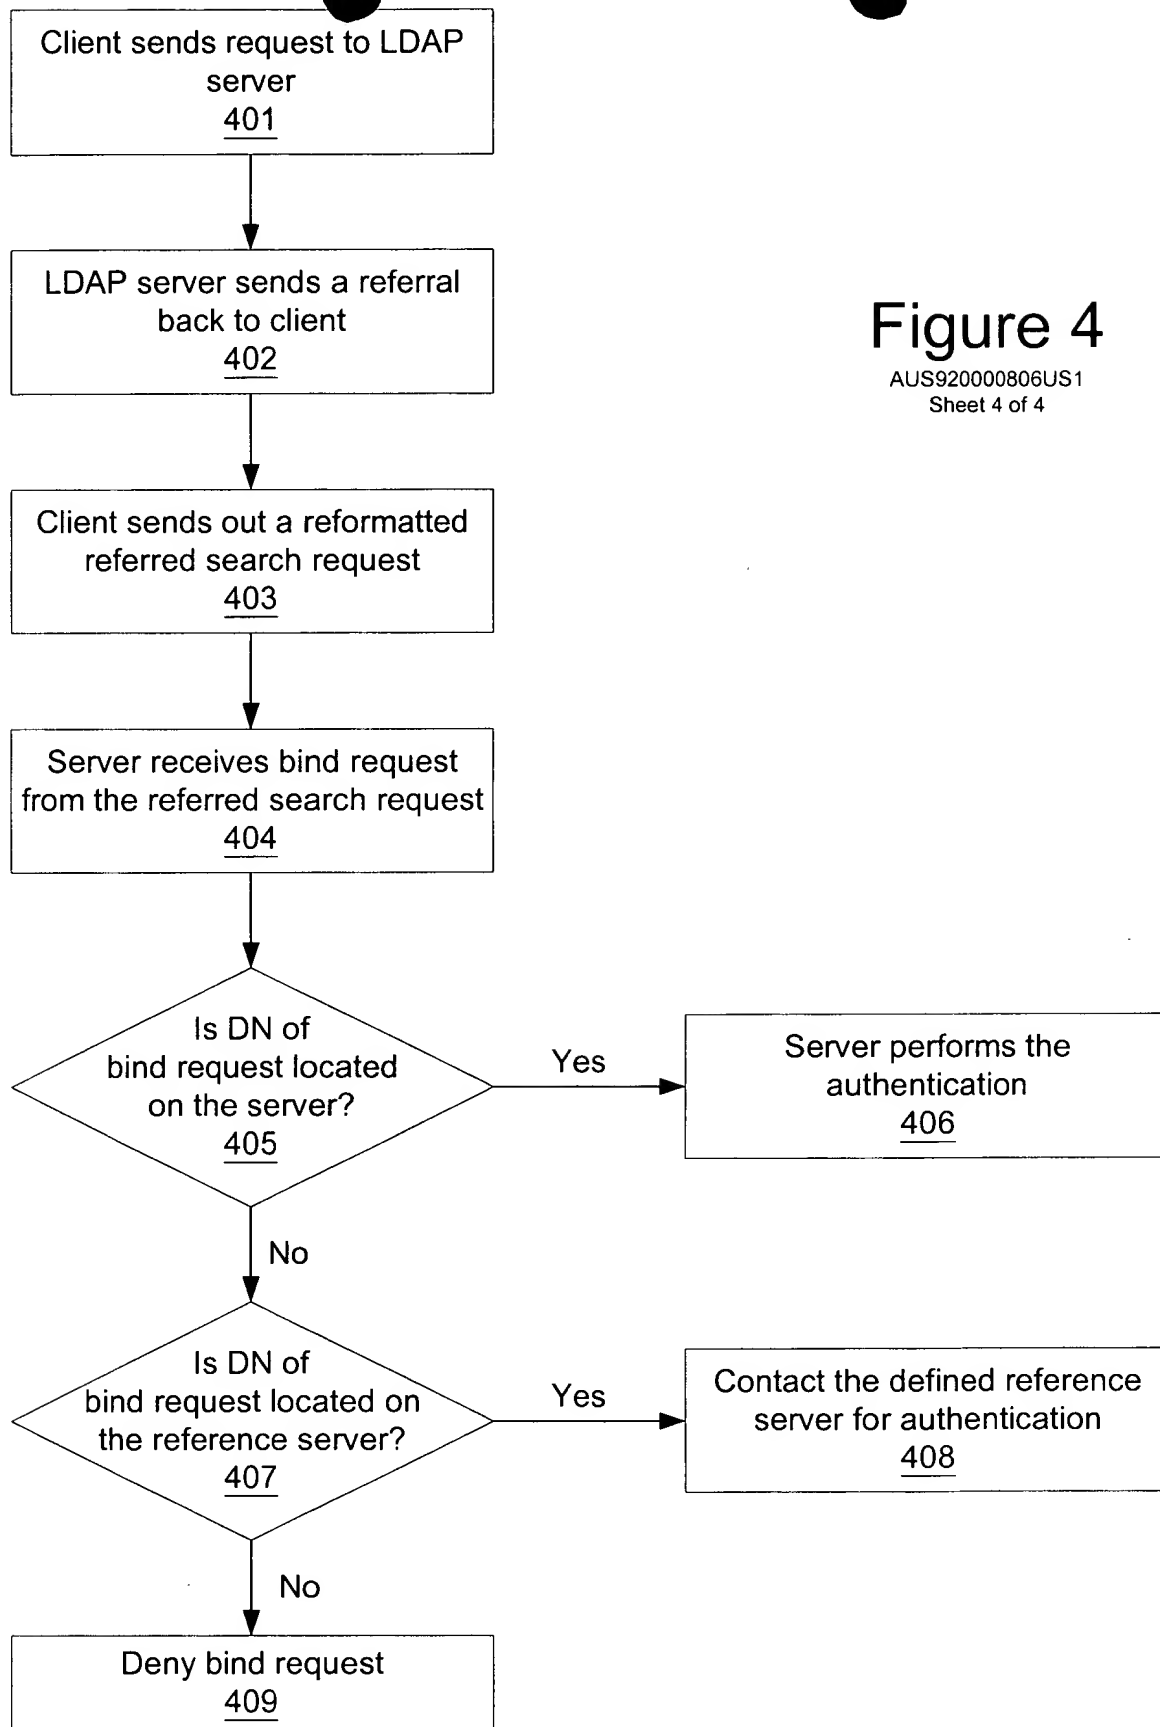 Client sends request to LDAP
server
401
LDAP server sends a referral
back to client
402
Figure 4
AUS920000806US1
Sheet 4 of 4
Client sends out a reformatted
referred search request
403
Server receives bind request
from the referred search request
404
Is DN of
bind request located
on the server?
405
Yes
Server performs the
authentication
406
No
Is DN of
bind request located on
the reference server?
407
Yes
Contact the defined reference
server for authentication
408
No
Deny bind request
409